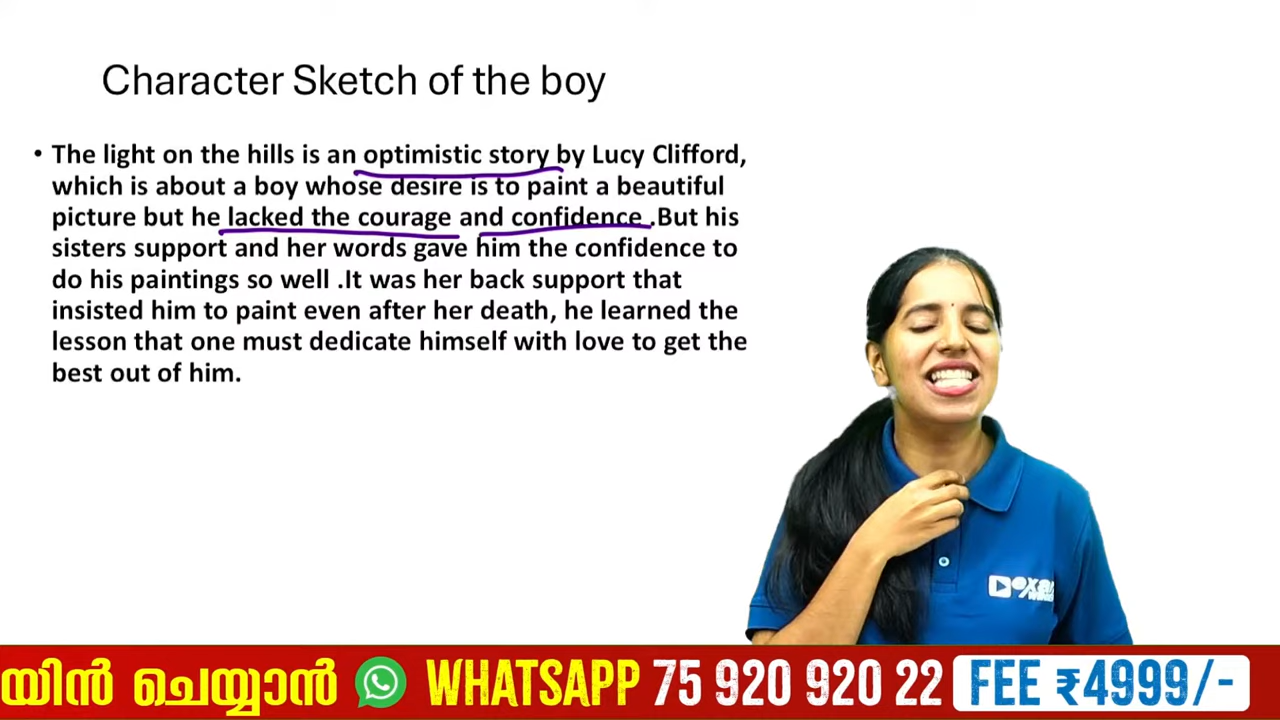 Character Sketch of the boy
• The light on the hills is an optimistic story by Lucy Clifford,
which is about a boy whose desire is to paint a beautiful
picture but he lacked the courage and confidence .But his
sisters support and her words gave him the confidence to
do his paintings so well .It was her back support that
insisted him to paint even after her death, he learned the
lesson that one must dedicate himself with love to get the
best out of him.
യിൻ ചെയ്യാൻ WHATSAPP 75 920 920 22 FEE ₹4999/-